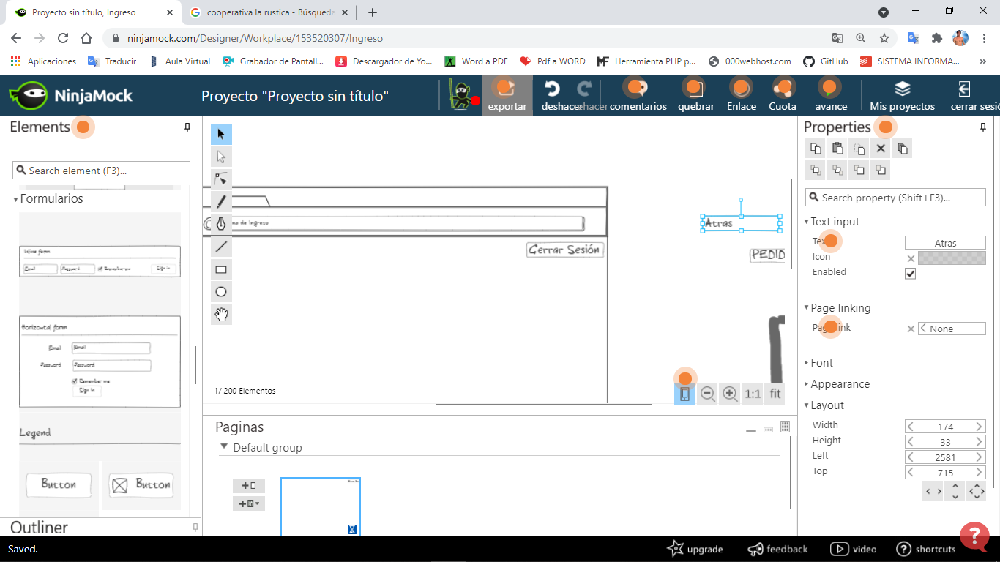 Proyecto sin título, Ingreso
cooperativa la rustica - Búsqueda
ninjamock.com/Designer/Workplace/153520307/Ingreso
Aplicaciones
Traducir
Aula Virtual
Grabador de Pantall...
Descargador de Yo...
Word a PDF
Pdf a WORD
Herramienta PHP p...
000webhost.com
GitHub
SISTEMA INFORMA...
NinjaMock
Proyecto "Proyecto sin título"
exportar
deshacer
comentarios
quebrar
Enlace
Cuota
avance
Mis proyectos
cerrar sesi
Elements
Search element (F3)...
Formularios
Inline form
Email
Password
Remember me
Sign in
Horizontal form
Email
Email
Password
Password
Remember me
Sign in
Legend
Button
Button
Outliner
de Ingreso
Cerrar Sesión
Atras
PEDID
1/ 200 Elementos
1:1
fit
Paginas
Default group
Properties
Search property (Shift+F3)...
Text input
Atras
Icon
Enabled
Page linking
Page link
None
Font
Appearance
Layout
Width
174
Height
33
Left
2581
Top
715
Saved.
upgrade
feedback
video
shortcuts